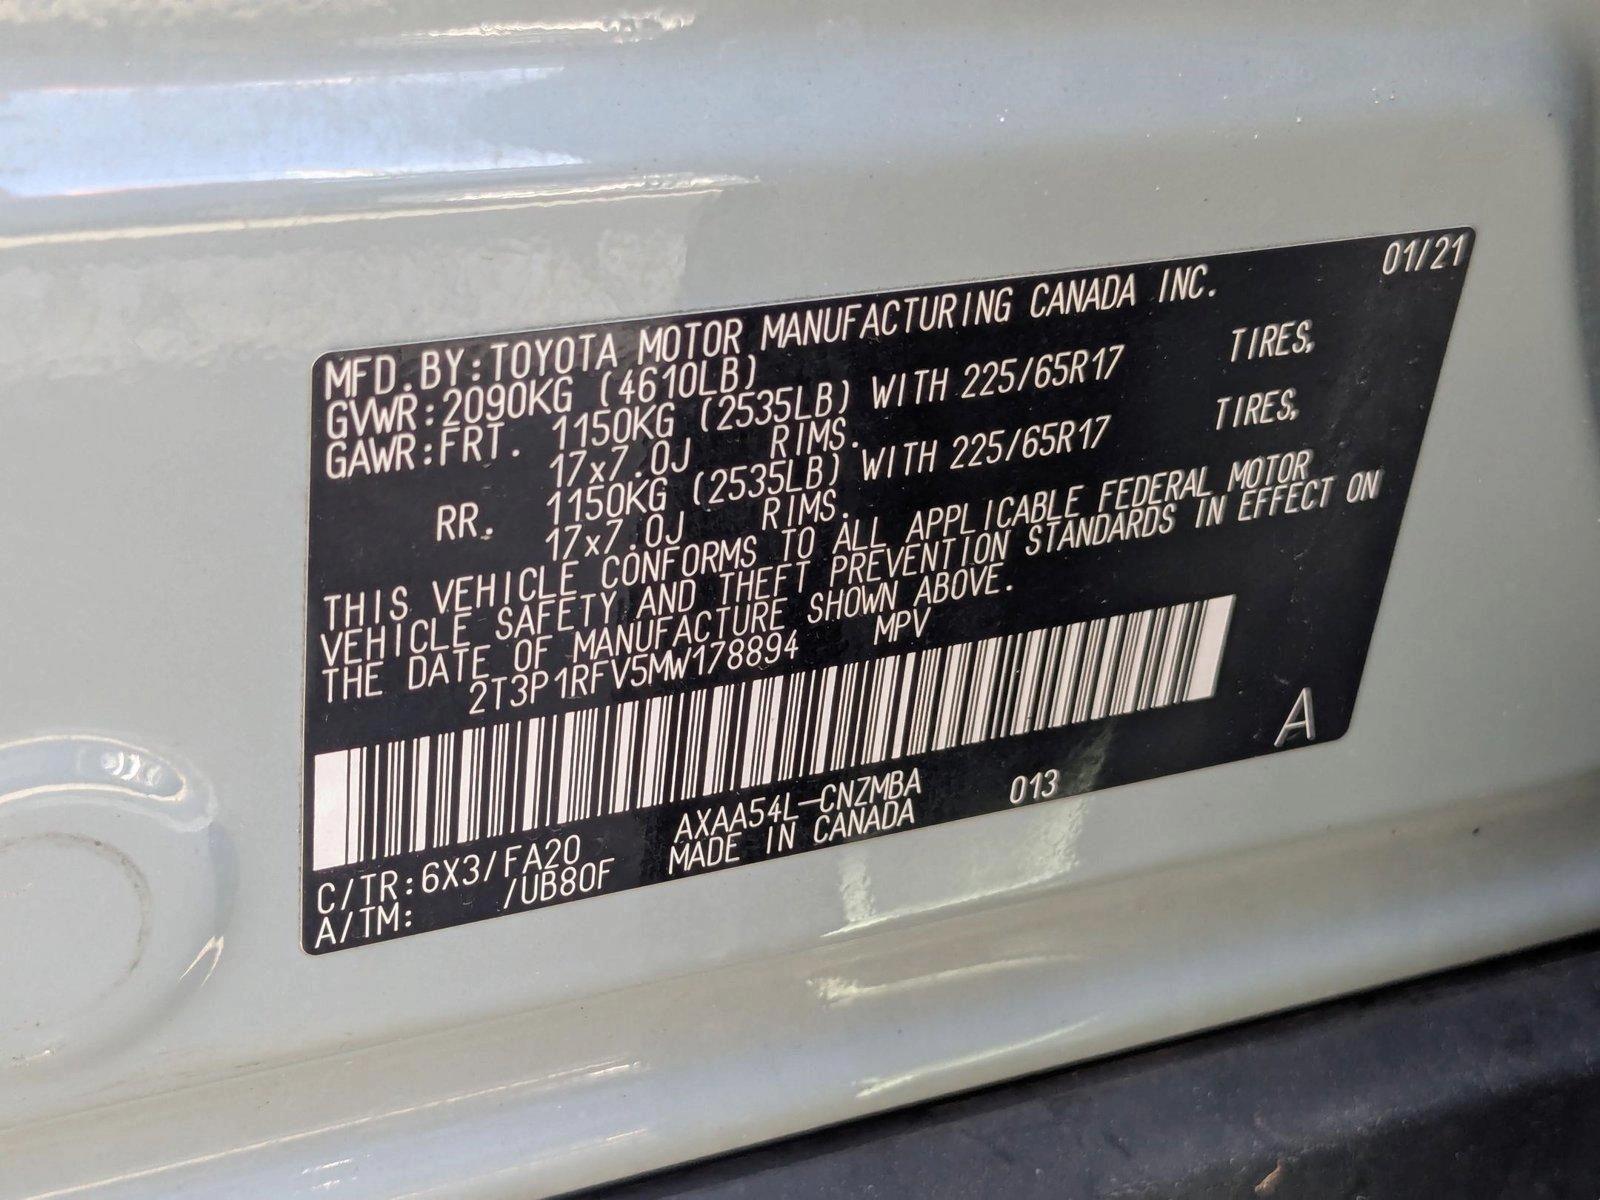 01/21
MFD.BY:TOYOTA MOTOR MANUFACTURING CANADA INC.
GVWR:2090KG (4610LB)
GAWR:FRT. 1150KG (2535LB) WITH 225/65R17 TIRES,
17x7.0J RIMS.
RR. 1150KG (2535LB) WITH 225/65R17 TIRES,
17x7.0J RIMS.
THIS VEHICLE CONFORMS TO ALL APPLICABLE FEDERAL MOTOR
VEHICLE SAFETY AND THEFT PREVENTION STANDARDS IN EFFECT ON
THE DATE OF MANUFACTURE SHOWN ABOVE.
2T3P1RFV5MW178894 MPV
A
C/TR:6X3/FA20 AXAA54L-CNZMBA 013
A/TM: /UB80F MADE IN CANADA